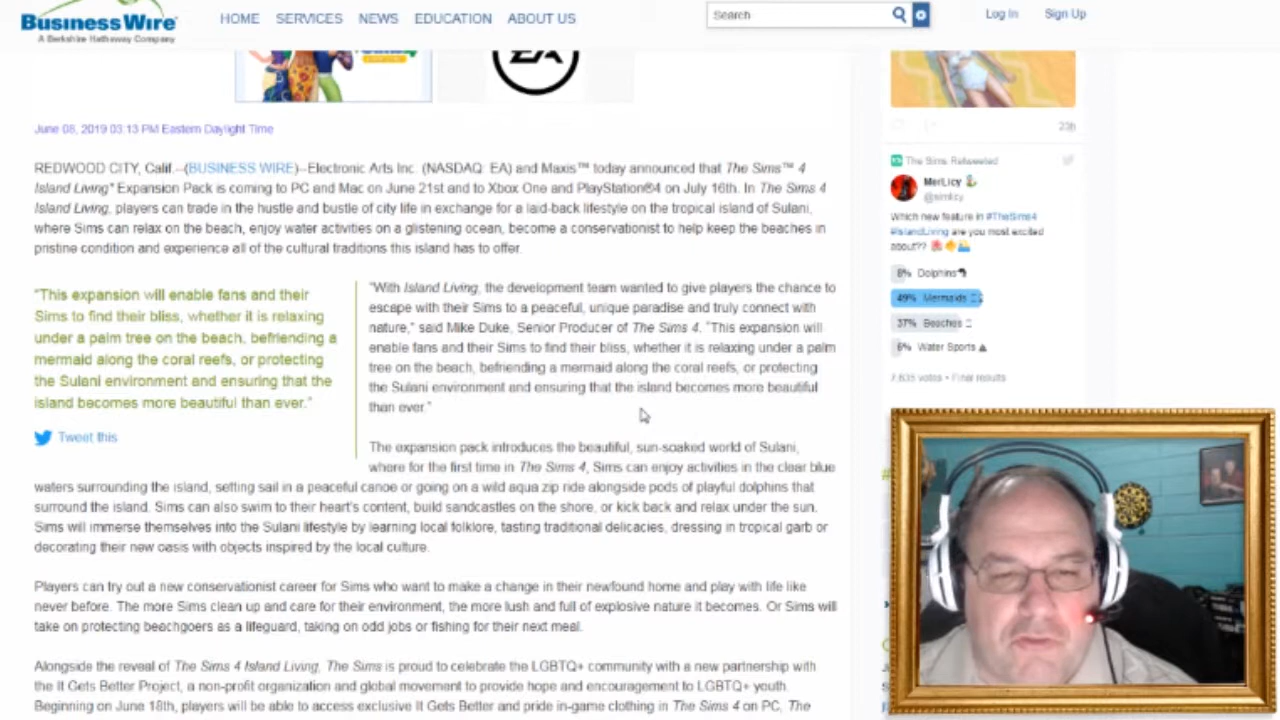 BusinessWire
A Berkshire Hathaway Company
HOME SERVICES NEWS EDUCATION ABOUT US
Search
Log In Sign Up
EA
June 08, 2019 03:13 PM Eastern Daylight Time
REDWOOD CITY, Calif.--(BUSINESS WIRE)--Electronic Arts Inc. (NASDAQ: EA) and Maxis™ today announced that The Sims™ 4
Island Living* Expansion Pack is coming to PC and Mac on June 21st and to Xbox One and PlayStation®4 on July 16th. In The Sims 4
Island Living, players can trade in the hustle and bustle of city life in exchange for a laid-back lifestyle on the tropical island of Sulani,
where Sims can relax on the beach, enjoy water activities on a glistening ocean, become a conservationist to help keep the beaches in
pristine condition and experience all of the cultural traditions this island has to offer.
"This expansion will enable fans and their
Sims to find their bliss, whether it is relaxing
under a palm tree on the beach, befriending a
mermaid along the coral reefs, or protecting
the Sulani environment and ensuring that the
island becomes more beautiful than ever."
Tweet this
"With Island Living, the development team wanted to give players the chance to
escape with their Sims to a peaceful, unique paradise and truly connect with
nature," said Mike Duke, Senior Producer of The Sims 4. "This expansion will
enable fans and their Sims to find their bliss, whether it is relaxing under a palm
tree on the beach, befriending a mermaid along the coral reefs, or protecting
the Sulani environment and ensuring that the island becomes more beautiful
than ever."
The expansion pack introduces the beautiful, sun-soaked world of Sulani,
where for the first time in The Sims 4, Sims can enjoy activities in the clear blue
waters surrounding the island, setting sail in a peaceful canoe or going on a wild aqua zip ride alongside pods of playful dolphins that
surround the island. Sims can also swim to their heart's content, build sandcastles on the shore, or kick back and relax under the sun.
Sims will immerse themselves into the Sulani lifestyle by learning local folklore, tasting traditional delicacies, dressing in tropical garb or
decorating their new oasis with objects inspired by the local culture.
Players can try out a new conservationist career for Sims who want to make a change in their newfound home and play with life like
never before. The more Sims clean up and care for their environment, the more lush and full of explosive nature it becomes. Or Sims will
take on protecting beachgoers as a lifeguard, taking on odd jobs or fishing for their next meal.
Alongside the reveal of The Sims 4 Island Living, The Sims is proud to celebrate the LGBTQ+ community with a new partnership with
the It Gets Better Project, a non-profit organization and global movement to provide hope and encouragement to LGBTQ+ youth.
Beginning on June 18th, players will be able to access exclusive It Gets Better and pride in-game clothing in The Sims 4 on PC, The
23h
The Sims Retweeted
MerLicy
@simlicy
Which new feature in #TheSims4
#IslandLiving are you most excited
about??
8% Dolphins
49% Mermaids
37% Beaches
6% Water Sports
7,635 votes • Final results